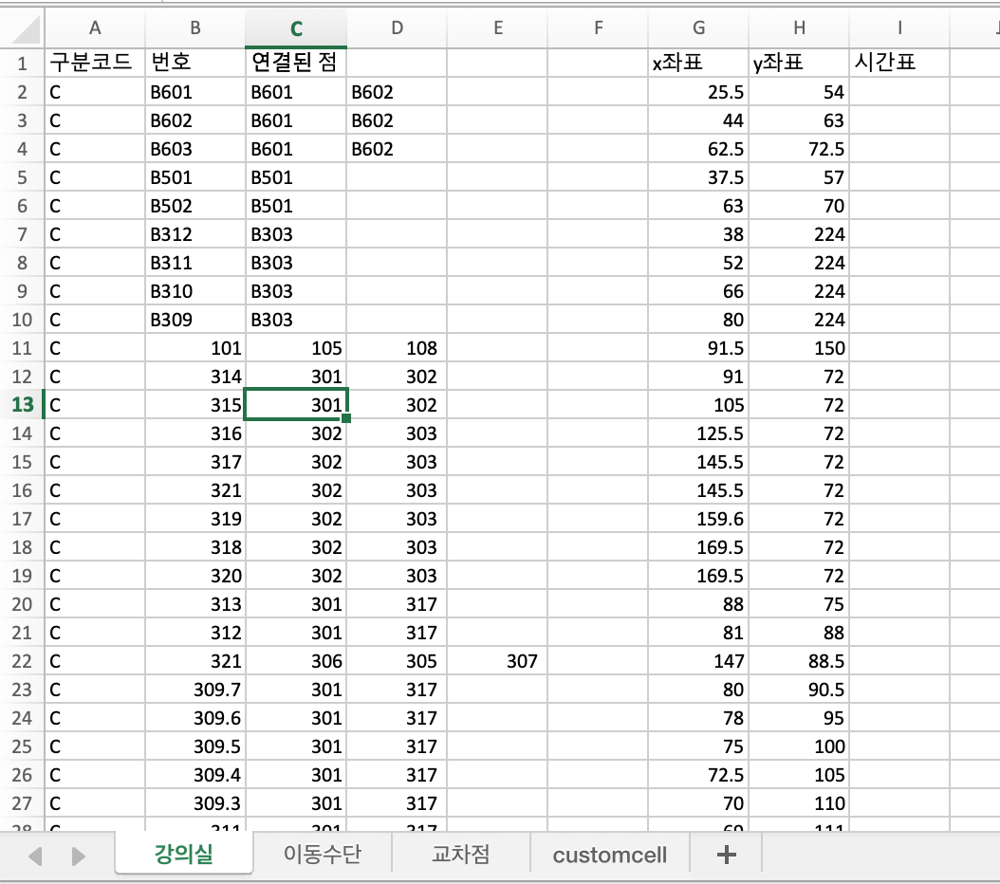 A B C D E F G H I
1 구분코드 번호 연결된 점 x좌표 y좌표 시간표
2 C B601 B601 B602 25.5 54
3 C B602 B601 B602 44 63
4 C B603 B601 B602 62.5 72.5
5 C B501 B501 37.5 57
6 C B502 B501 63 70
7 C B312 B303 38 224
8 C B311 B303 52 224
9 C B310 B303 66 224
10 C B309 B303 80 224
11 C 101 105 108 91.5 150
12 C 314 301 302 91 72
13 C 315 301 302 105 72
14 C 316 302 303 125.5 72
15 C 317 302 303 145.5 72
16 C 321 302 303 145.5 72
17 C 319 302 303 159.6 72
18 C 318 302 303 169.5 72
19 C 320 302 303 169.5 72
20 C 313 301 317 88 75
21 C 312 301 317 81 88
22 C 321 306 305 307 147 88.5
23 C 309.7 301 317 80 90.5
24 C 309.6 301 317 78 95
25 C 309.5 301 317 75 100
26 C 309.4 301 317 72.5 105
27 C 309.3 301 317 70 110
강의실 이동수단 교차점 customcell +